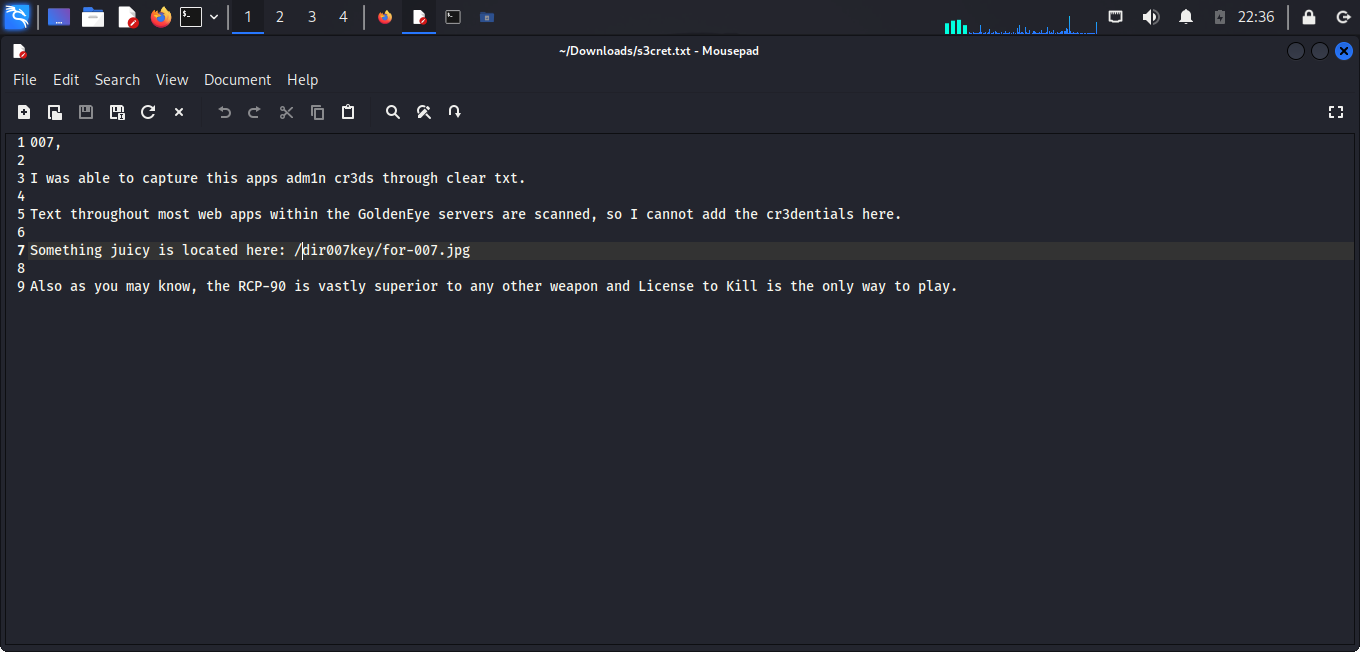 1 2 3 4 22:36
~/Downloads/s3cret.txt - Mousepad
File Edit Search View Document Help
1 007,
2
3 I was able to capture this apps adm1n cr3ds through clear txt.
4
5 Text throughout most web apps within the GoldenEye servers are scanned, so I cannot add the cr3dentials here.
6
7 Something juicy is located here: /dir007key/for-007.jpg
8
9 Also as you may know, the RCP-90 is vastly superior to any other weapon and License to Kill is the only way to play.